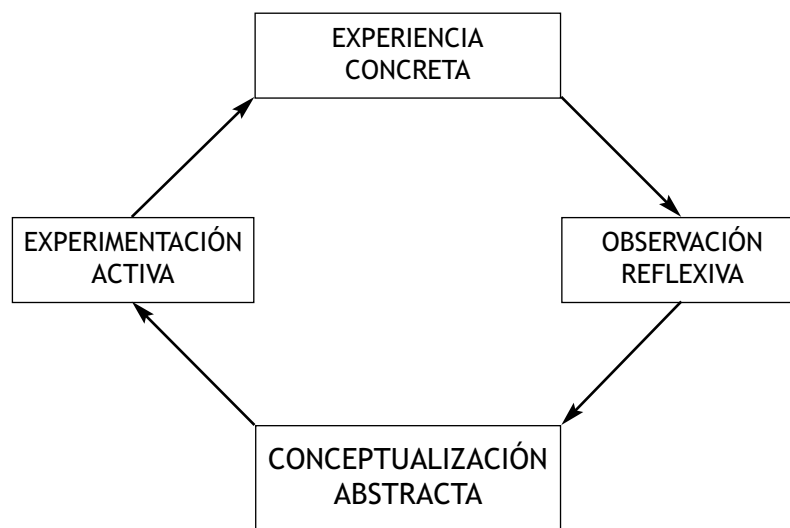 EXPERIENCIA
CONCRETA
EXPERIMENTACIÓN
ACTIVA
OBSERVACIÓN
REFLEXIVA
CONCEPTUALIZACIÓN
ABSTRACTA